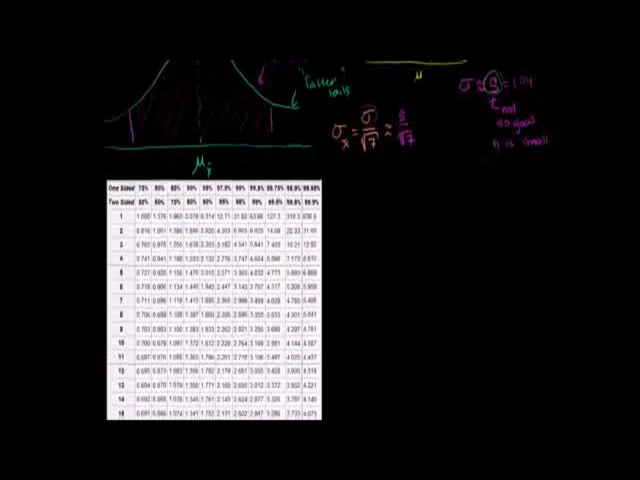 fatter
tails
μ
σ ≈ s = 1.04
not
so good
n is small
σx̄ = σ/√7 ≈ s/√7
μx̄
One Sided 75% 80% 85% 90% 95% 97.5% 99% 99.5% 99.75% 99.9% 99.95%
Two Sided 50% 60% 70% 80% 90% 95% 98% 99% 99.5% 99.8% 99.9%
1 1.000 1.376 1.963 3.078 6.314 12.71 31.82 63.66 127.3 318.3 636.6
2 0.816 1.061 1.386 1.886 2.920 4.303 6.965 9.925 14.09 22.33 31.60
3 0.765 0.978 1.250 1.638 2.353 3.182 4.541 5.841 7.453 10.21 12.92
4 0.741 0.941 1.190 1.533 2.132 2.776 3.747 4.604 5.598 7.173 8.610
5 0.727 0.920 1.156 1.476 2.015 2.571 3.365 4.032 4.773 5.893 6.869
6 0.718 0.906 1.134 1.440 1.943 2.447 3.143 3.707 4.317 5.208 5.959
7 0.711 0.896 1.119 1.415 1.895 2.365 2.998 3.499 4.029 4.785 5.408
8 0.706 0.889 1.108 1.397 1.860 2.306 2.896 3.355 3.833 4.501 5.041
9 0.703 0.883 1.100 1.383 1.833 2.262 2.821 3.250 3.690 4.297 4.781
10 0.700 0.879 1.093 1.372 1.812 2.228 2.764 3.169 3.581 4.144 4.587
11 0.697 0.876 1.088 1.363 1.796 2.201 2.718 3.106 3.497 4.025 4.437
12 0.695 0.873 1.083 1.356 1.782 2.179 2.681 3.055 3.428 3.930 4.318
13 0.694 0.870 1.079 1.350 1.771 2.160 2.650 3.012 3.372 3.852 4.221
14 0.692 0.868 1.076 1.345 1.761 2.145 2.624 2.977 3.326 3.787 4.140
15 0.691 0.866 1.074 1.341 1.753 2.131 2.602 2.947 3.286 3.733 4.073